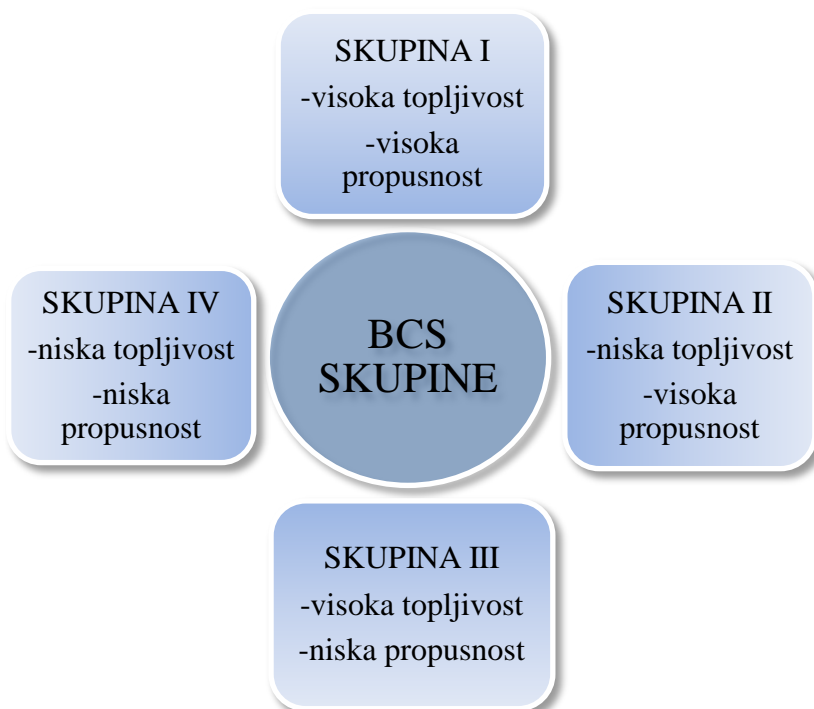 SKUPINA I
-visoka topljivost
-visoka
propusnost
SKUPINA IV
-niska topljivost
-niska
propusnost
BCS
SKUPINE
SKUPINA II
-niska topljivost
-visoka
propusnost
SKUPINA III
-visoka topljivost
-niska propusnost